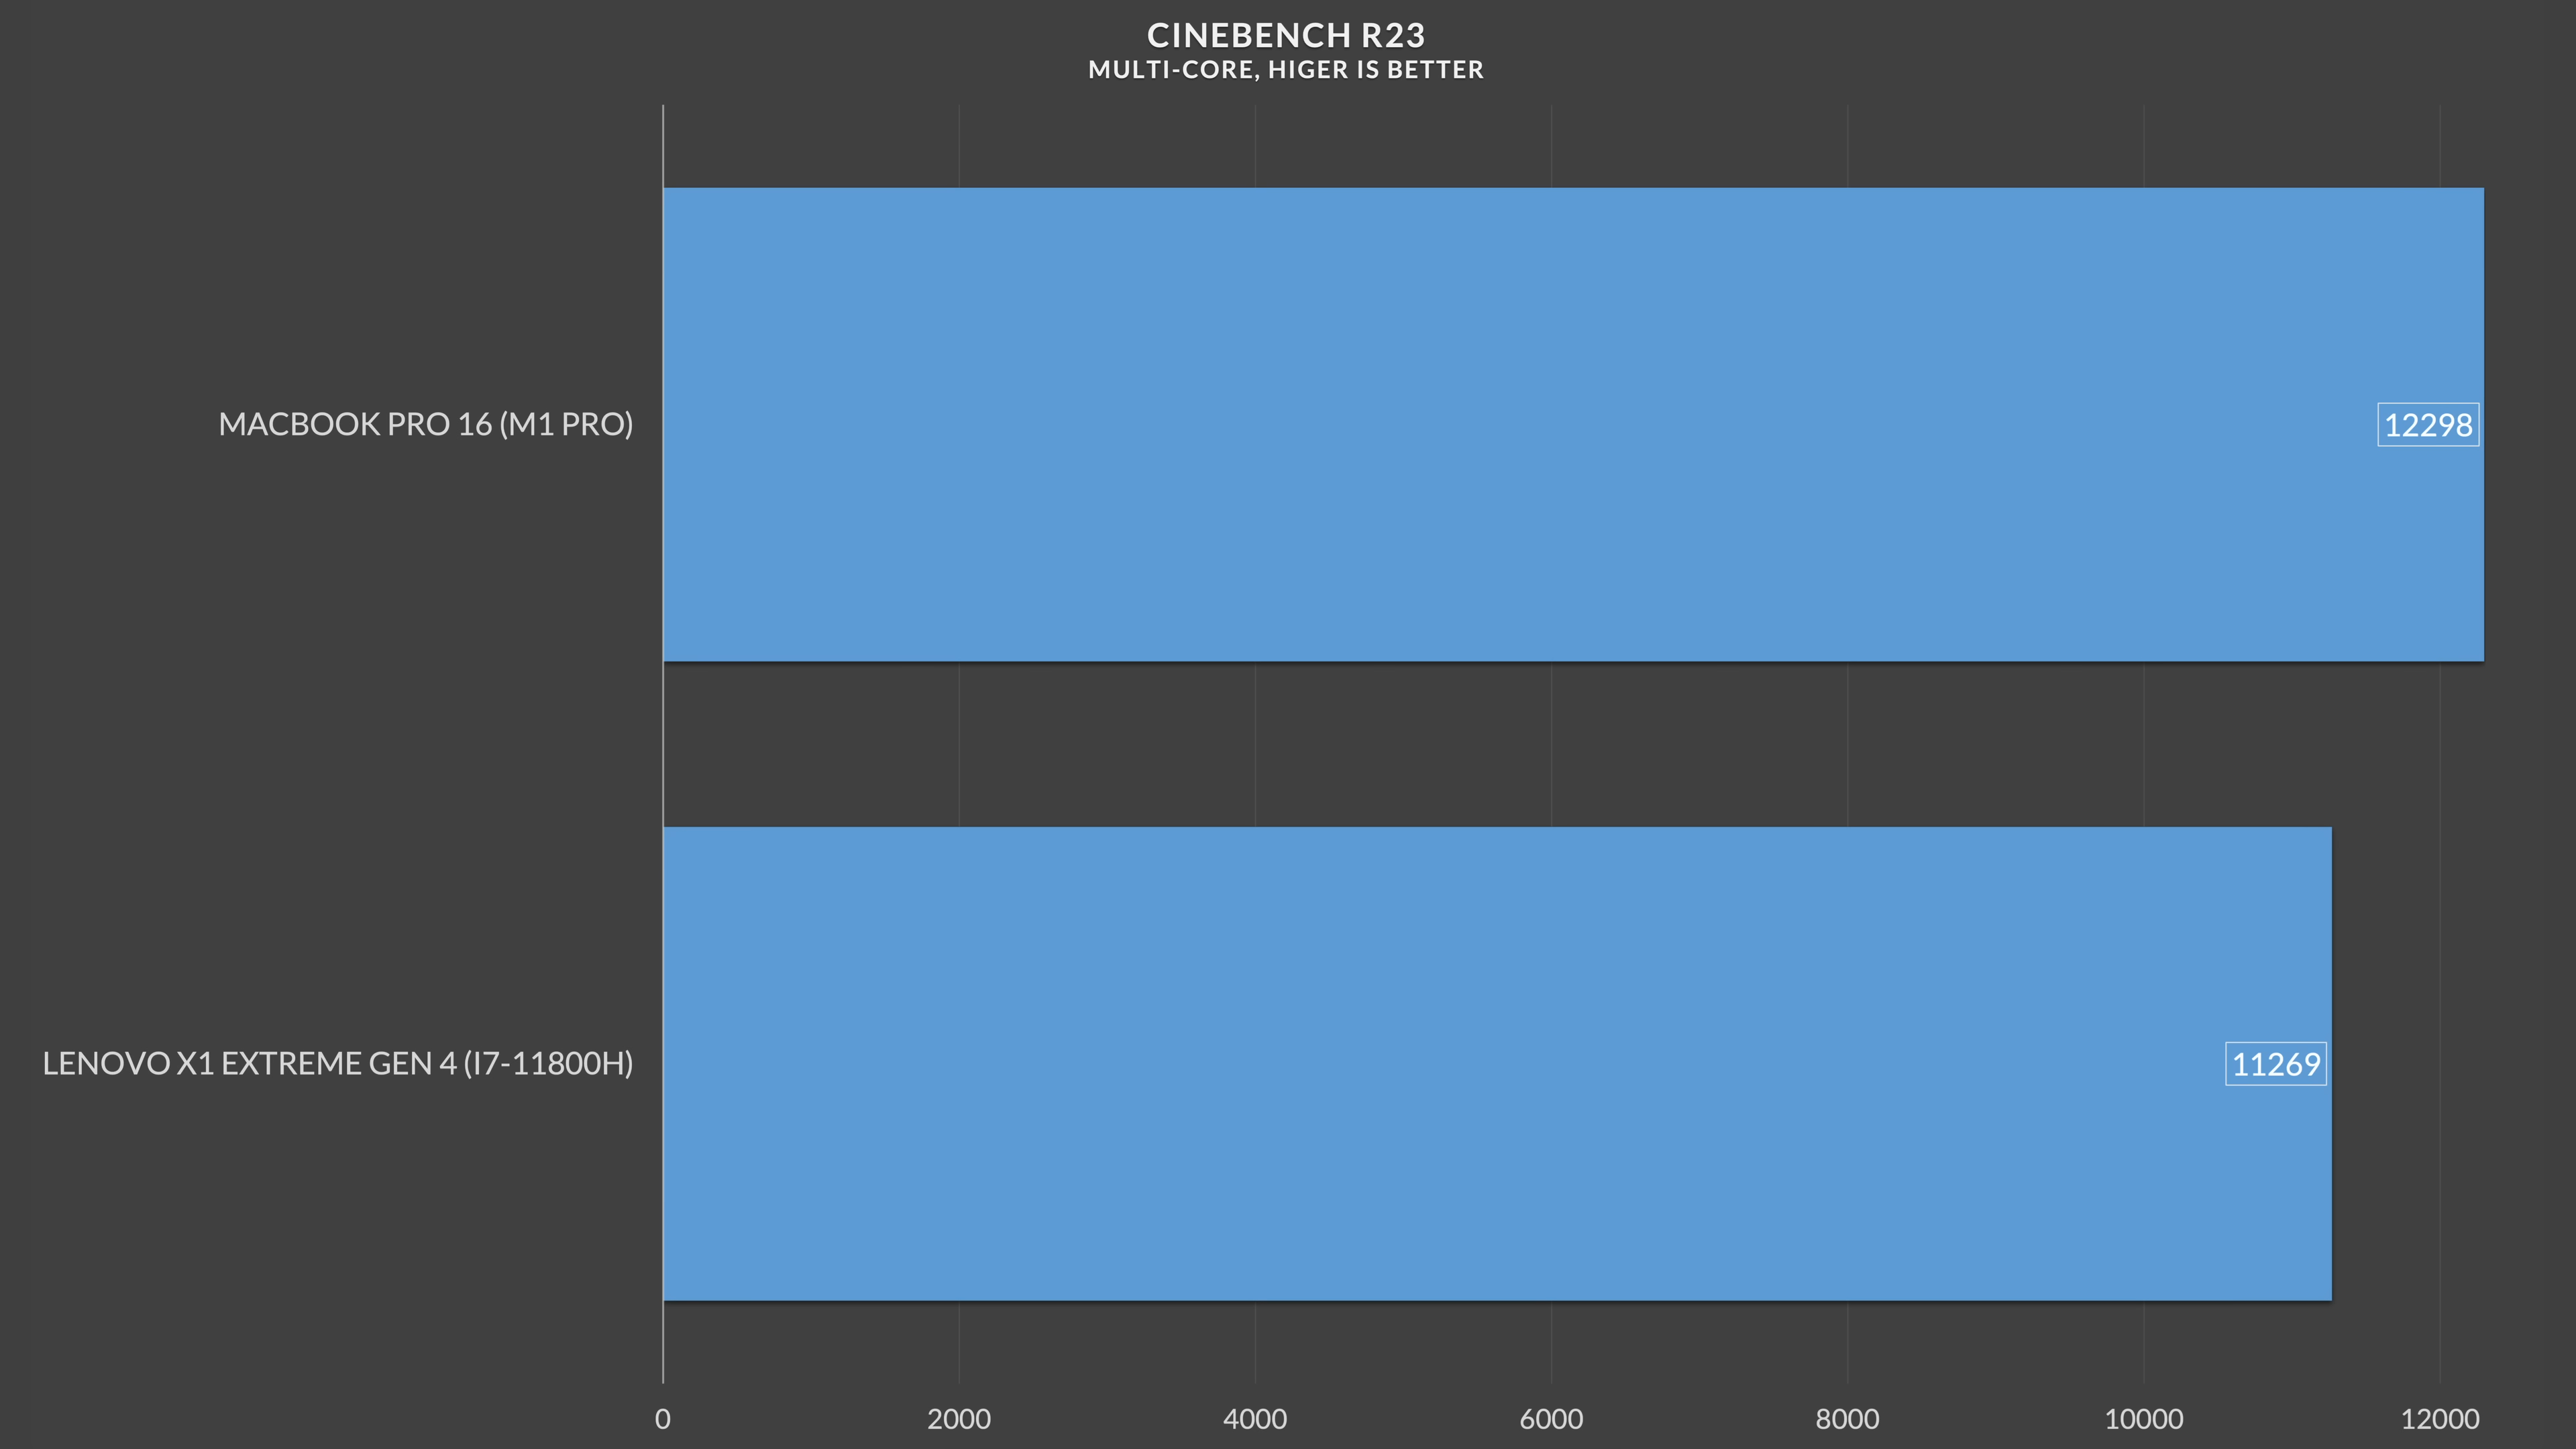 CINEBENCH R23
MULTI-CORE, HIGER IS BETTER
MACBOOK PRO 16 (M1 PRO)
12298
LENOVO X1 EXTREME GEN 4 (I7-11800H)
11269
0 2000 4000 6000 8000 10000 12000